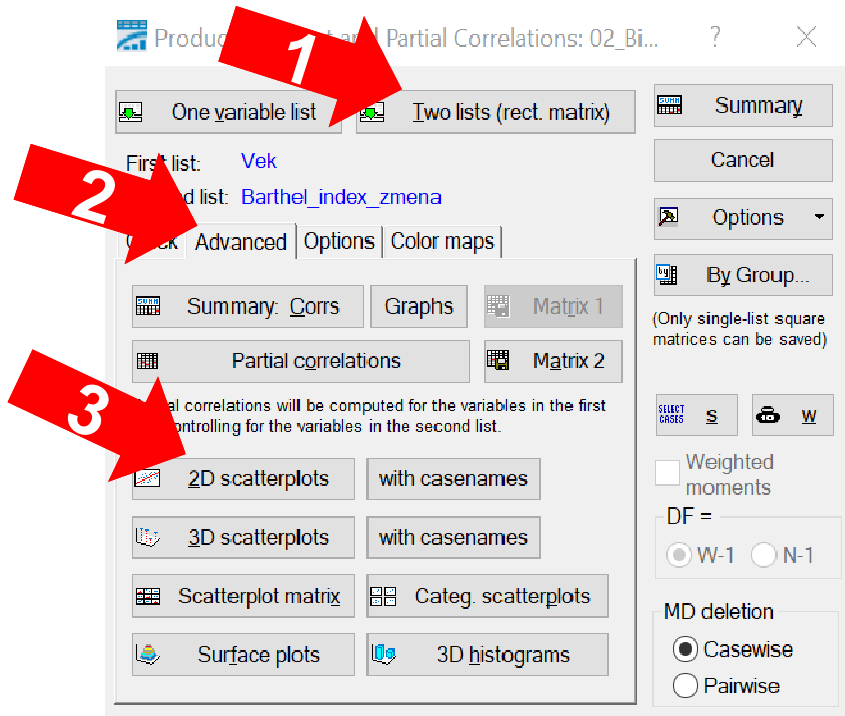 Produc and Partial Correlations: 02_Bi... ?
1
One variable list Two lists (rect. matrix) Summary
Cancel
First list: Vek
2
list: Barthel_index_zmena
Options
Advanced Options Color maps
By Group...
Summary: Corrs Graphs Matrix 1
(Only single-list square
matrices can be saved)
Partial correlations Matrix 2
3
correlations will be computed for the variables in the first
controlling for the variables in the second list.
SELECT
CASES S W
Weighted
moments
2D scatterplots with casenames
DF =
3D scatterplots with casenames
W-1 N-1
Scatterplot matrix Categ. scatterplots
MD deletion
Casewise
Surface plots 3D histograms
Pairwise